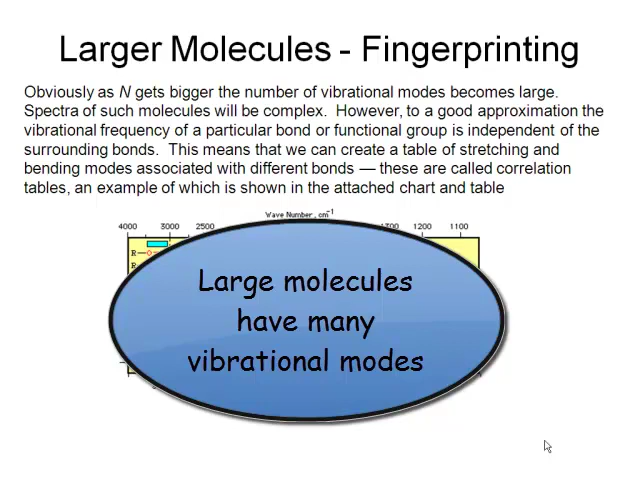 Larger Molecules - Fingerprinting
Obviously as N gets bigger the number of vibrational modes becomes large.
Spectra of such molecules will be complex. However, to a good approximation the
vibrational frequency of a particular bond or functional group is independent of the
surrounding bonds. This means that we can create a table of stretching and
bending modes associated with different bonds — these are called correlation
tables, an example of which is shown in the attached chart and table
Wave Number, cm⁻¹
4000 3000 2500 1200 1100
R—O
Large molecules
have many
vibrational modes